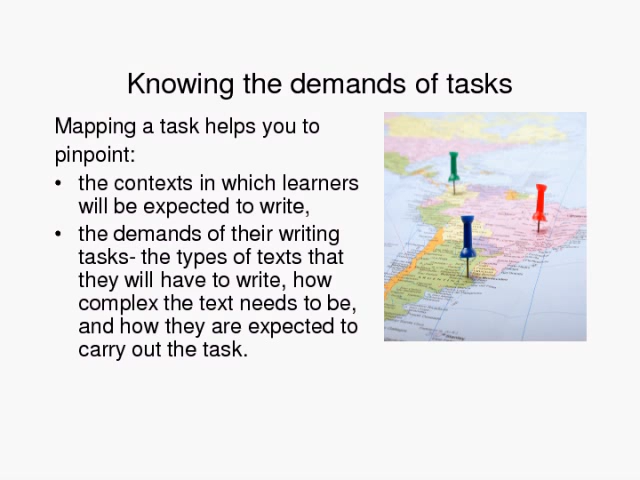 Knowing the demands of tasks
Mapping a task helps you to
pinpoint:
• the contexts in which learners
will be expected to write,
• the demands of their writing
tasks- the types of texts that
they will have to write, how
complex the text needs to be,
and how they are expected to
carry out the task.